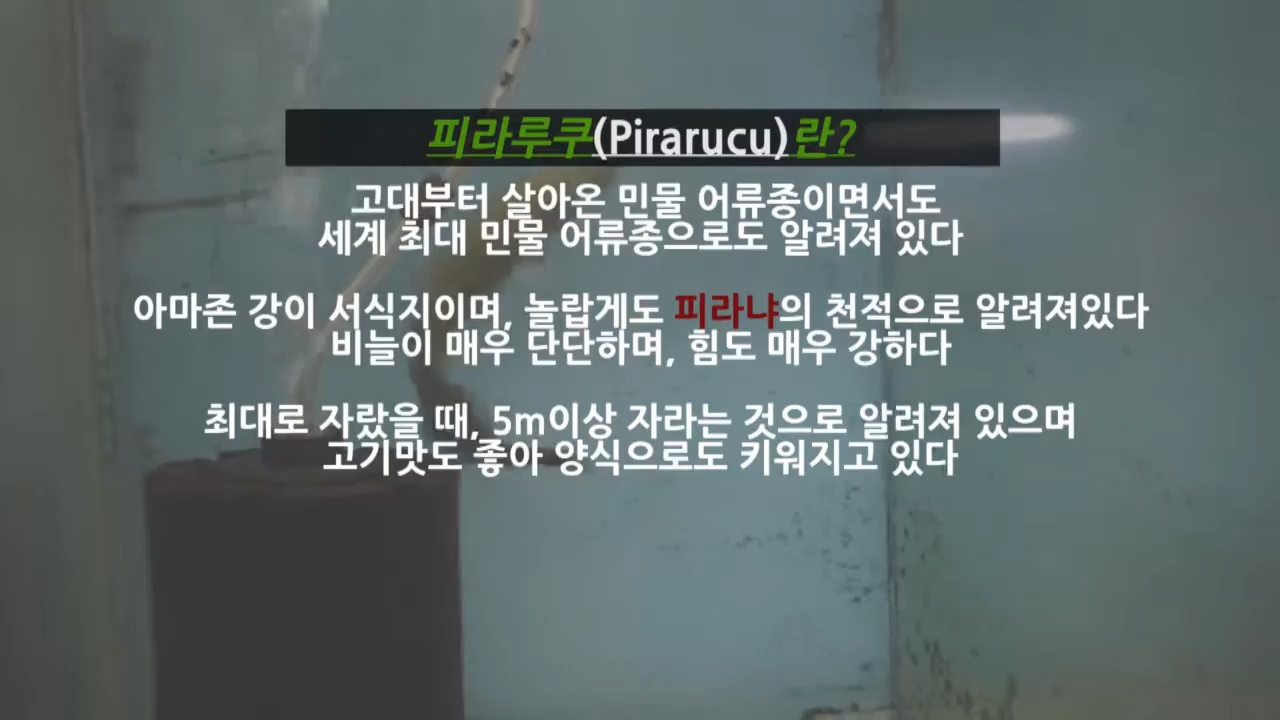 피라루쿠(Pirarucu)란?
고대부터 살아온 민물 어류종이면서도
세계 최대 민물 어류종으로도 알려져 있다
아마존 강이 서식지이며, 놀랍게도 피라냐의 천적으로 알려져있다
비늘이 매우 단단하며, 힘도 매우 강하다
최대로 자랐을 때, 5m이상 자라는 것으로 알려져 있으며
고기맛도 좋아 양식으로도 키워지고 있다